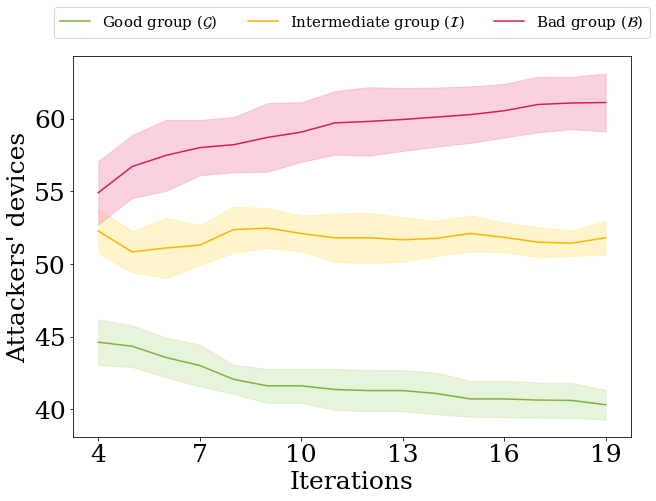 Good group (𝒢) Intermediate group (ℐ) Bad group (ℬ)
60
55
50
45
40
Attackers' devices
4 7 10 13 16 19
Iterations